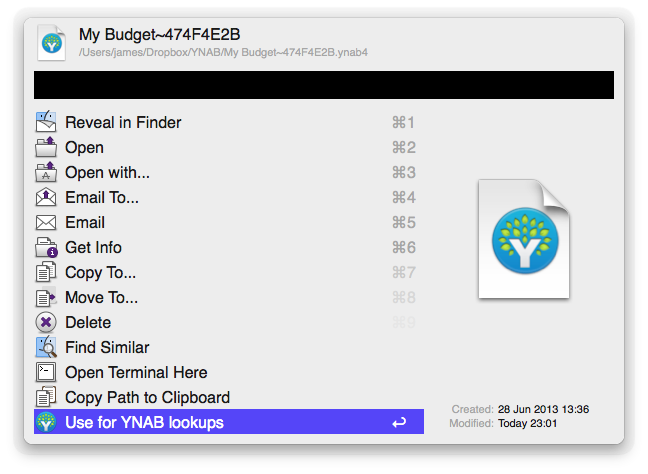 My Budget~474F4E2B
/Users/james/Dropbox/YNAB/My Budget~474F4E2B.ynab4
Reveal in Finder ⌘1
Open ⌘2
Open with... ⌘3
Email To... ⌘4
Email ⌘5
Get Info ⌘6
Copy To... ⌘7
Move To... ⌘8
Delete ⌘9
Find Similar
Open Terminal Here
Copy Path to Clipboard
Use for YNAB lookups
Created: 28 Jun 2013 13:36
Modified: Today 23:01